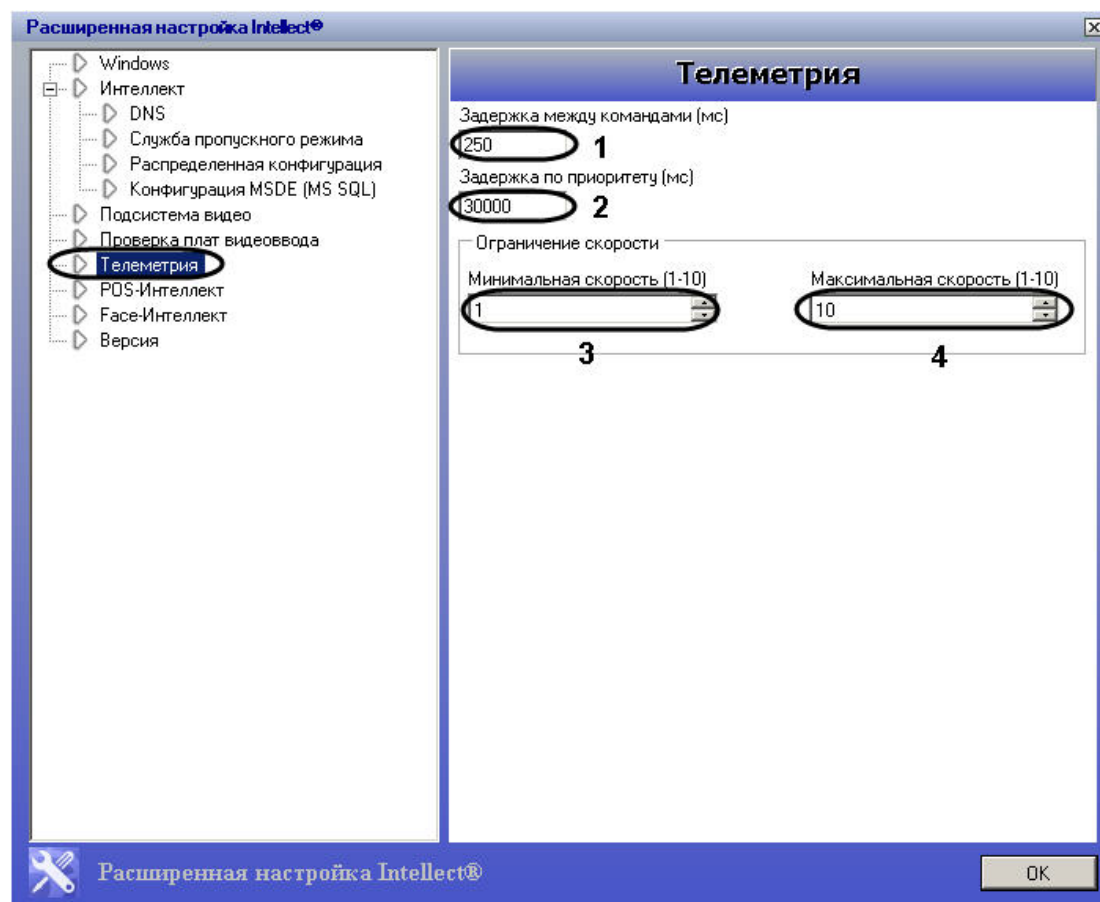 Расширенная настройка Intellect®
Windows
Интеллект
DNS
Служба пропускного режима
Распределенная конфигурация
Конфигурация MSDE (MS SQL)
Подсистема видео
Проверка плат видеоввода
Телеметрия
POS-Интеллект
Face-Интеллект
Версия
Телеметрия
Задержка между командами (мс)
250 1
Задержка по приоритету (мс)
30000 2
Ограничение скорости
Минимальная скорость (1-10) Максимальная скорость (1-10)
1 10
3 4
Расширенная настройка Intellect®
OK